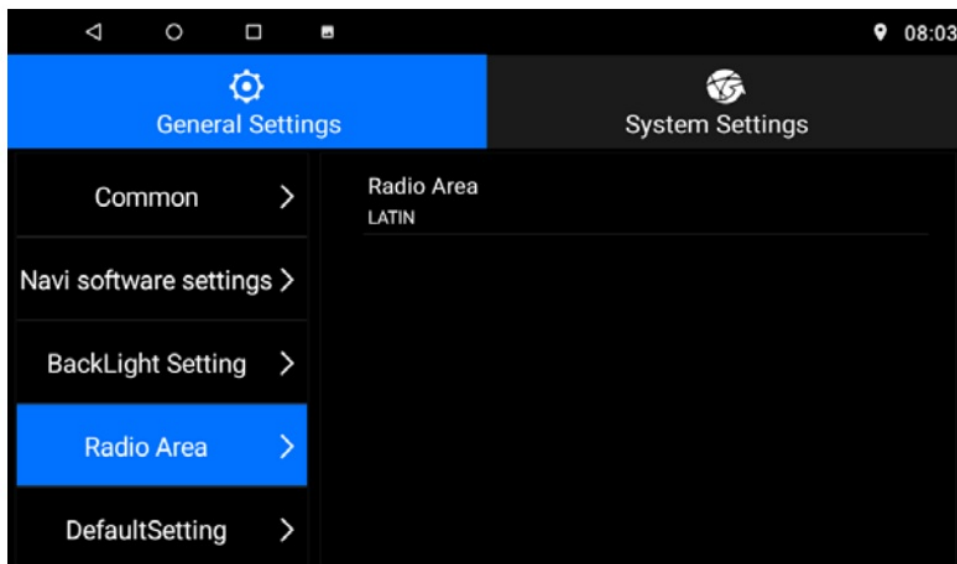 08:03
General Settings
System Settings
Common
Navi software settings
BackLight Setting
Radio Area
DefaultSetting
Radio Area
LATIN